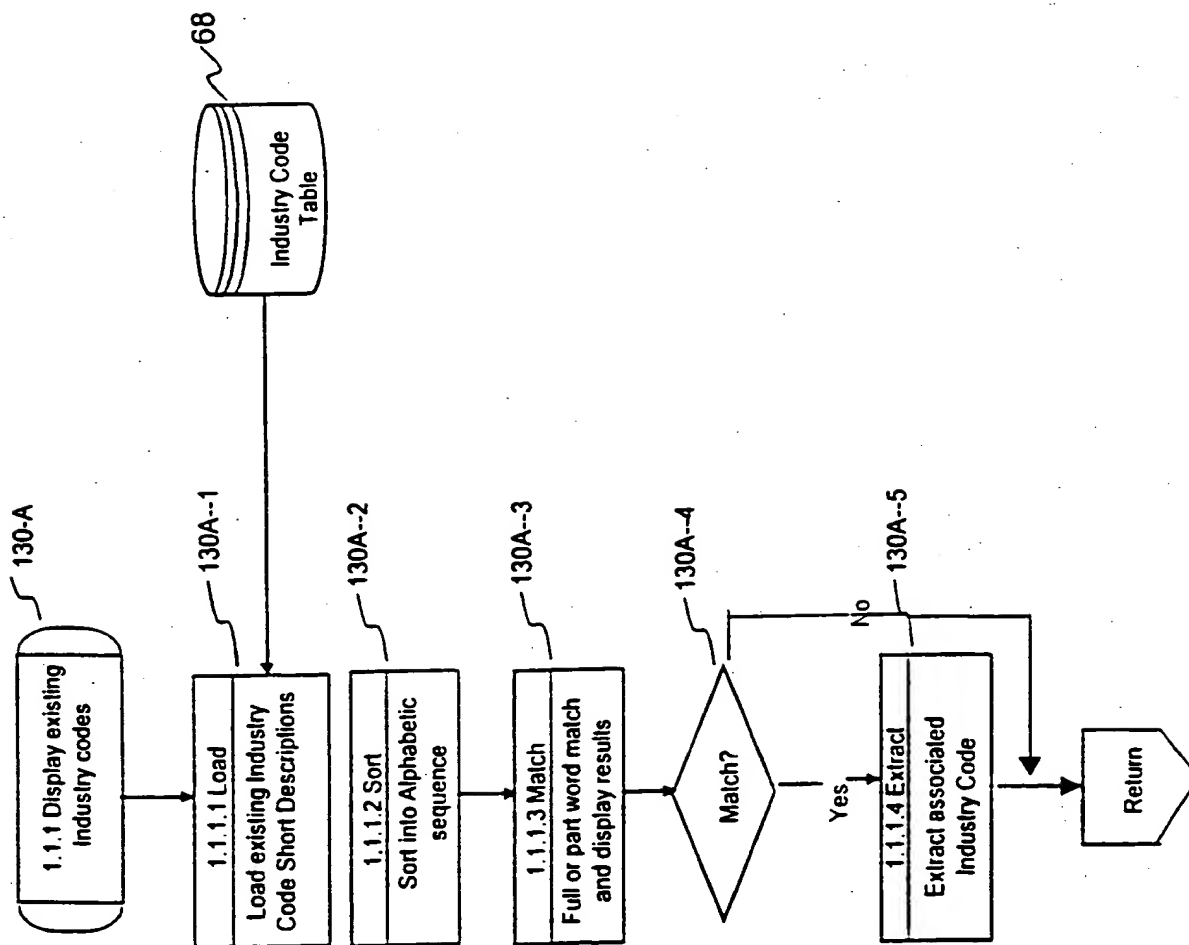 130-A
1.1.1 Display existing
Industry codes
68
Industry Code
Table
130A--1
1.1.1.1 Load
Load existing Industry
Code Short Descriptions
130A--2
1.1.1.2 Sort
Sort into Alphabetic
sequence
130A--3
1.1.1.3 Match
Full or part word match
and display results
130A--4
Match?
No
Yes
130A--5
1.1.1.4 Extract
Extract associated
Industry Code
Return